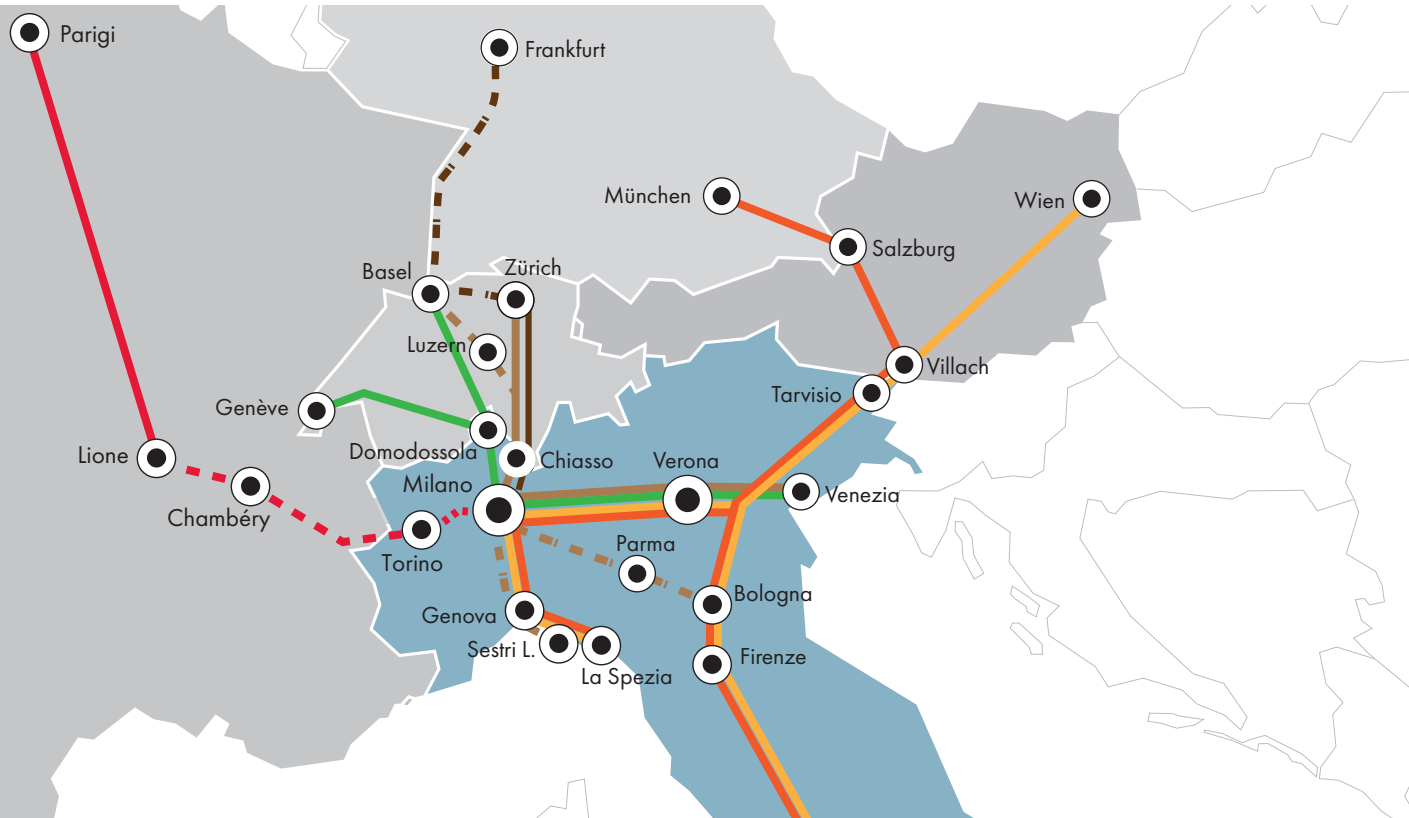 Parigi
Frankfurt
München
Wien
Salzburg
Basel
Zürich
Luzern
Villach
Tarvisio
Genève
Domodossola
Lione
Chiasso
Verona
Milano
Venezia
Chambéry
Parma
Torino
Bologna
Genova
Sestri L.
Firenze
La Spezia